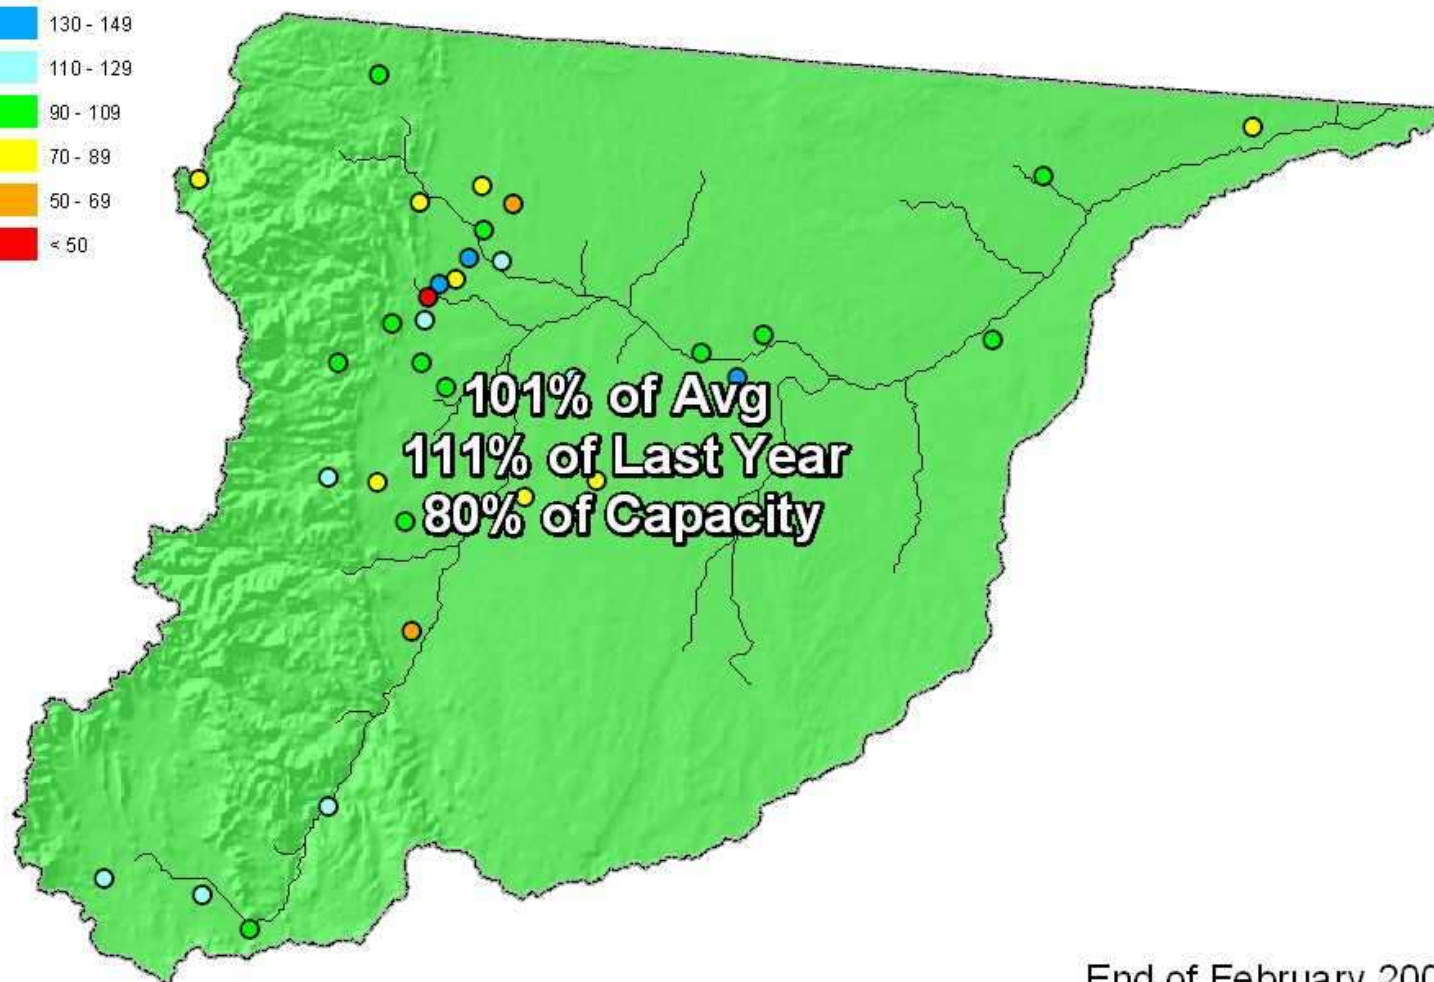 130 - 149
110 - 129
90 - 109
70 - 89
50 - 69
< 50
101% of Avg
111% of Last Year
80% of Capacity
End of February